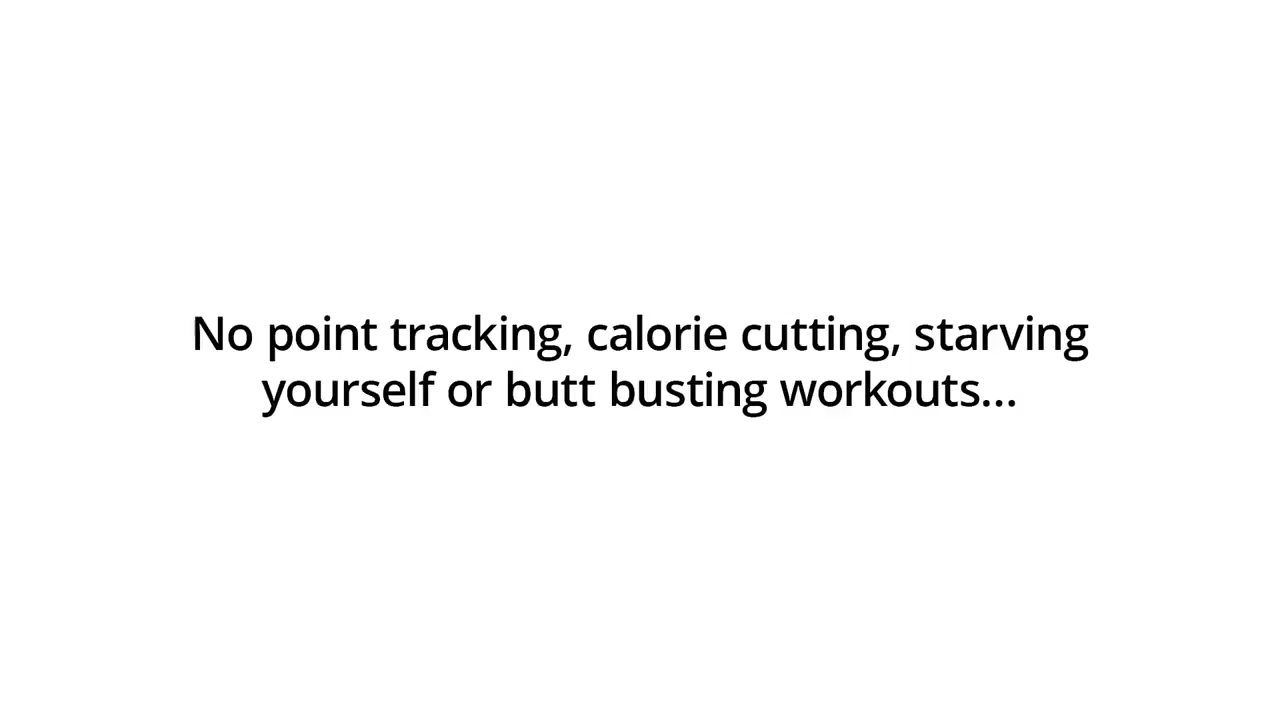 No point tracking, calorie cutting, starving
yourself or butt busting workouts...